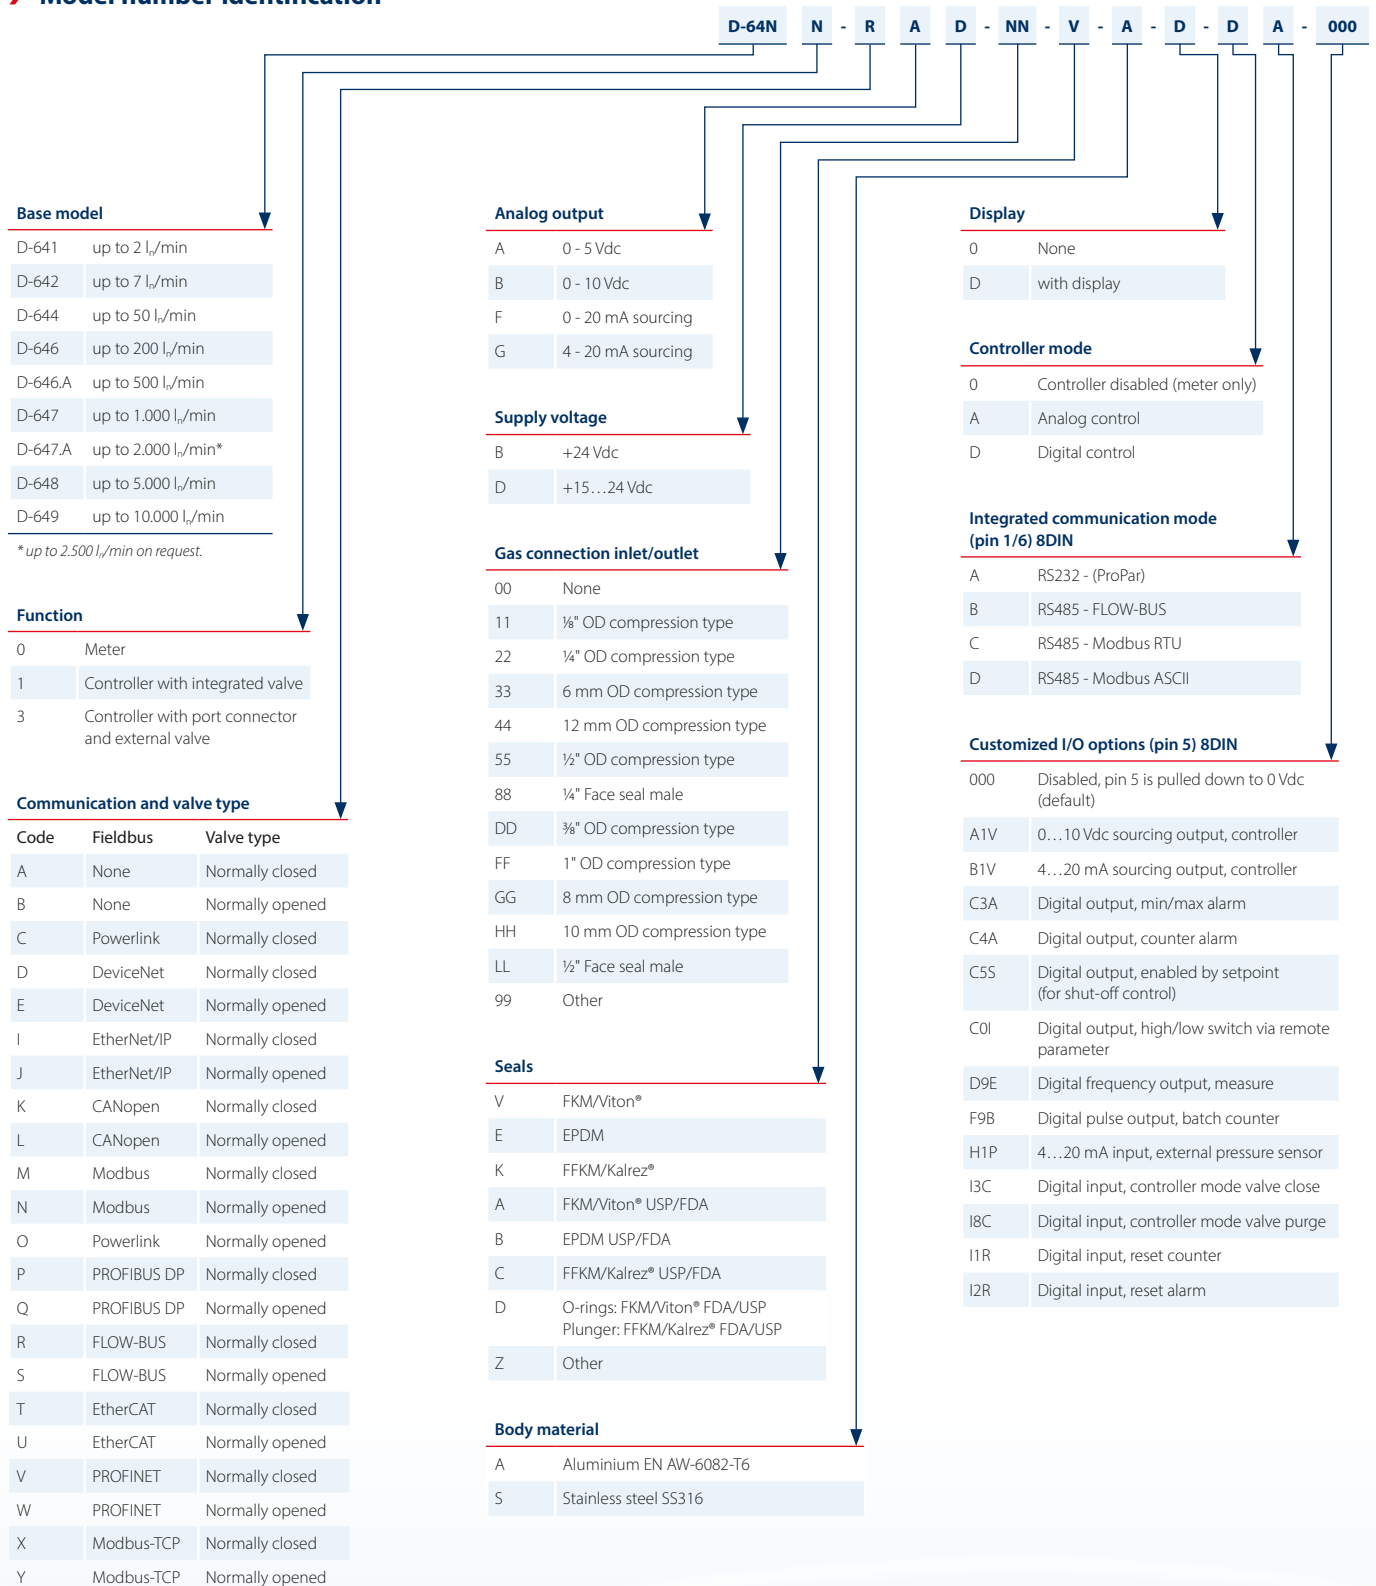 Model number identification
D-64N N - R A D - NN - V - A - D - D A - 000
Base model
D-641 up to 2 lₙ/min
D-642 up to 7 lₙ/min
D-644 up to 50 lₙ/min
D-646 up to 200 lₙ/min
D-646.A up to 500 lₙ/min
D-647 up to 1.000 lₙ/min
D-647.A up to 2.000 lₙ/min*
D-648 up to 5.000 lₙ/min
D-649 up to 10.000 lₙ/min
* up to 2.500 lₙ/min on request.
Function
0 Meter
1 Controller with integrated valve
3 Controller with port connector
and external valve
Communication and valve type
Code Fieldbus Valve type
A None Normally closed
B None Normally opened
C Powerlink Normally closed
D DeviceNet Normally closed
E DeviceNet Normally opened
I EtherNet/IP Normally closed
J EtherNet/IP Normally opened
K CANopen Normally closed
L CANopen Normally opened
M Modbus Normally closed
N Modbus Normally opened
O Powerlink Normally opened
P PROFIBUS DP Normally closed
Q PROFIBUS DP Normally opened
R FLOW-BUS Normally closed
S FLOW-BUS Normally opened
T EtherCAT Normally closed
U EtherCAT Normally opened
V PROFINET Normally closed
W PROFINET Normally opened
X Modbus-TCP Normally closed
Y Modbus-TCP Normally opened
Analog output
A 0 - 5 Vdc
B 0 - 10 Vdc
F 0 - 20 mA sourcing
G 4 - 20 mA sourcing
Supply voltage
B +24 Vdc
D +15…24 Vdc
Gas connection inlet/outlet
00 None
11 ⅛" OD compression type
22 ¼" OD compression type
33 6 mm OD compression type
44 12 mm OD compression type
55 ½" OD compression type
88 ¼" Face seal male
DD ⅜" OD compression type
FF 1" OD compression type
GG 8 mm OD compression type
HH 10 mm OD compression type
LL ½" Face seal male
99 Other
Seals
V FKM/Viton®
E EPDM
K FFKM/Kalrez®
A FKM/Viton® USP/FDA
B EPDM USP/FDA
C FFKM/Kalrez® USP/FDA
D O-rings: FKM/Viton® FDA/USP
Plunger: FFKM/Kalrez® FDA/USP
Z Other
Body material
A Aluminium EN AW-6082-T6
S Stainless steel SS316
Display
0 None
D with display
Controller mode
0 Controller disabled (meter only)
A Analog control
D Digital control
Integrated communication mode
(pin 1/6) 8DIN
A RS232 - (ProPar)
B RS485 - FLOW-BUS
C RS485 - Modbus RTU
D RS485 - Modbus ASCII
Customized I/O options (pin 5) 8DIN
000 Disabled, pin 5 is pulled down to 0 Vdc
(default)
A1V 0…10 Vdc sourcing output, controller
B1V 4…20 mA sourcing output, controller
C3A Digital output, min/max alarm
C4A Digital output, counter alarm
C5S Digital output, enabled by setpoint
(for shut-off control)
C0I Digital output, high/low switch via remote
parameter
D9E Digital frequency output, measure
F9B Digital pulse output, batch counter
H1P 4…20 mA input, external pressure sensor
I3C Digital input, controller mode valve close
I8C Digital input, controller mode valve purge
I1R Digital input, reset counter
I2R Digital input, reset alarm